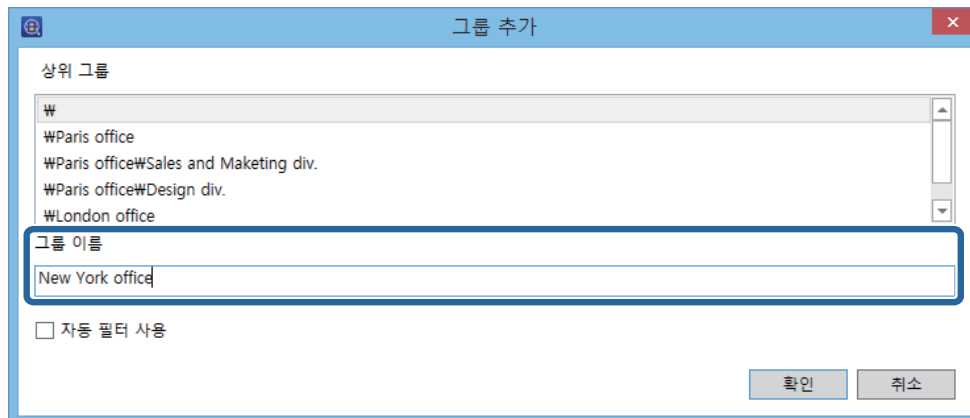 그룹 추가
상위 그룹
₩
₩Paris office
₩Paris office₩Sales and Maketing div.
₩Paris office₩Design div.
₩London office
그룹 이름
New York office
자동 필터 사용
확인 취소